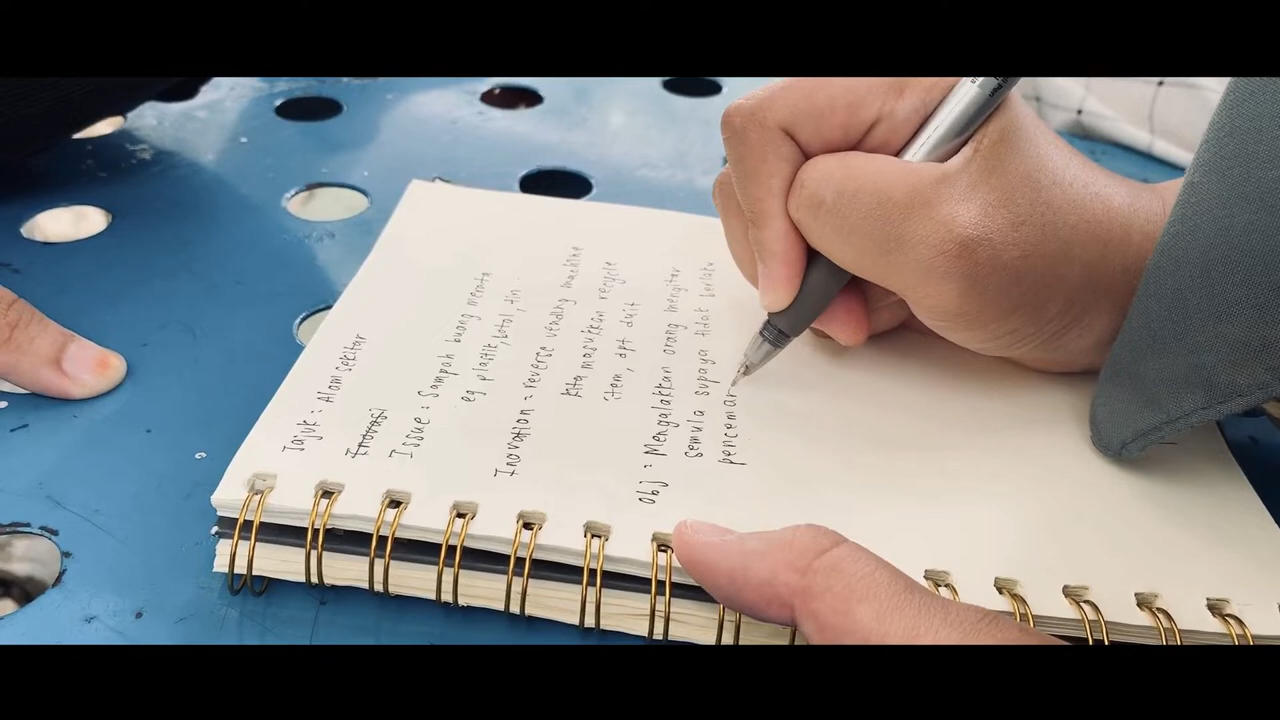 Tajuk : Alam sekitar
Inovasi
Issue : Sampah buang merata
eg plastik, botol, tin.
Inovation = reverse vending machine
kita masukkan recycle
item, dpt duit
Obj = Mengalakkan orang mengitar
semula supaya tidak berlaku
pencemar